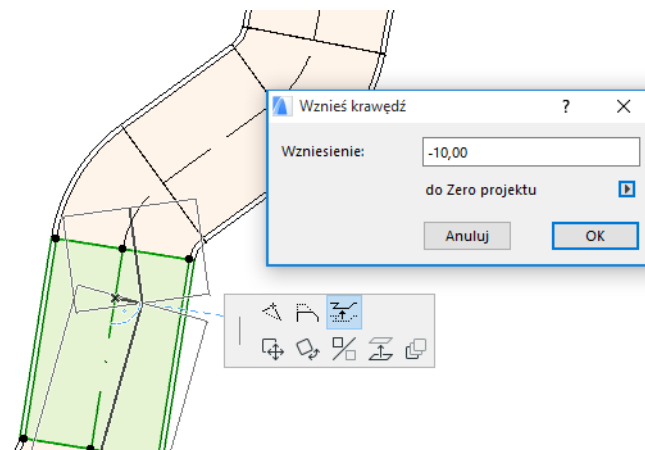 Wznieś krawędź
?
Wzniesienie:
-10,00
do Zero projektu
Anuluj
OK